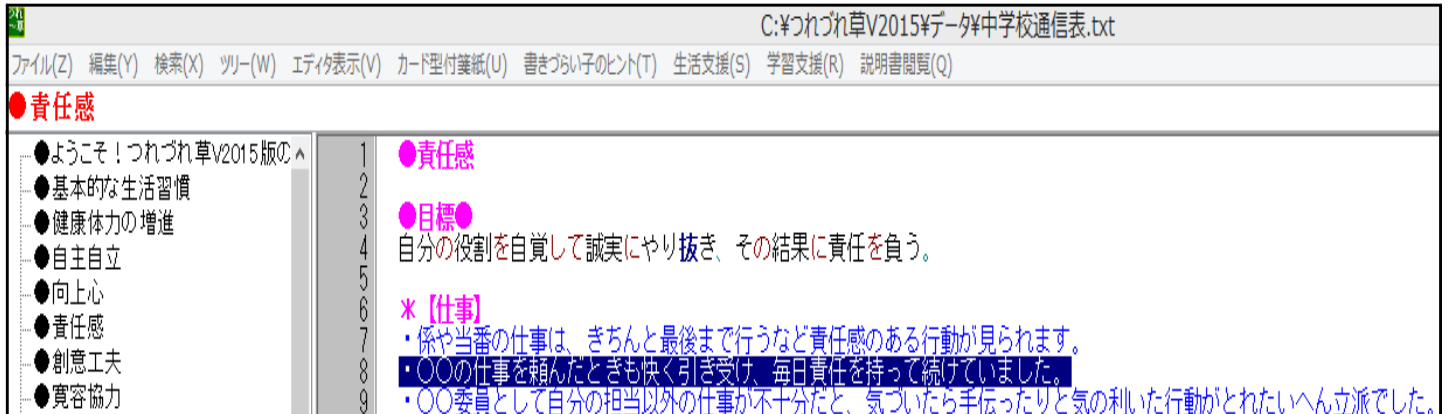 つれ
～草
C:¥つれづれ草V2015¥データ¥中学校通信表.txt
ファイル(Z) 編集(Y) 検索(X) ツリー(W) エディタ表示(V) カード型付箋紙(U) 書きづらい子のヒント(T) 生活支援(S) 学習支援(R) 説明書閲覧(Q)
●責任感
●ようこそ！つれづれ草V2015版の
●基本的な生活習慣
●健康体力の増進
●自主自立
●向上心
●責任感
●創意工夫
●寛容協力
1 ●責任感
2
3 ●目標●
4 自分の役割を自覚して誠実にやり抜き、その結果に責任を負う。
5
6 ＊【仕事】
7 ・係や当番の仕事は、きちんと最後まで行うなど責任感のある行動が見られます。
8 ・○○の仕事を頼んだときも快く引き受け、毎日責任を持って続けていました。
9 ・○○委員として自分の担当以外の仕事が不十分だと、気づいたら手伝ったりと気の利いた行動がとれたいへん立派でした。